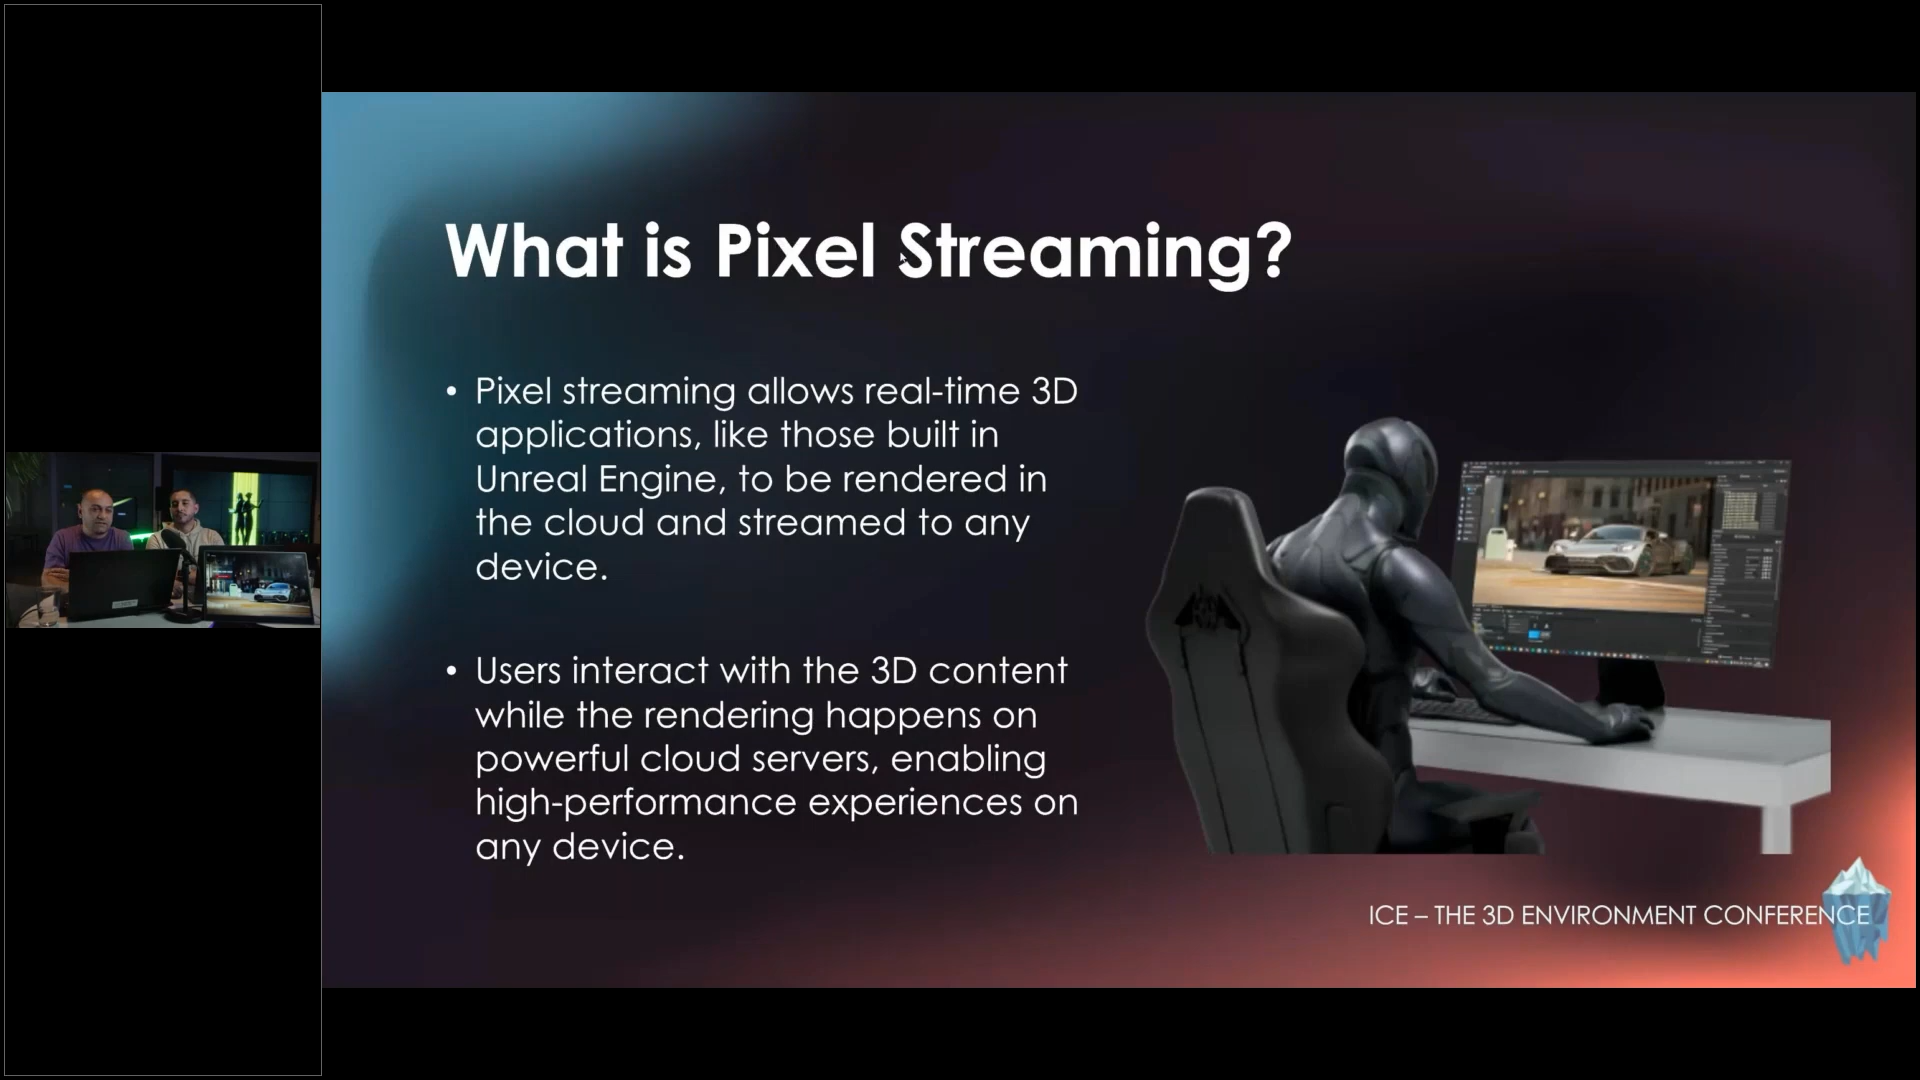 What is Pixel Streaming?
• Pixel streaming allows real-time 3D
applications, like those built in
Unreal Engine, to be rendered in
the cloud and streamed to any
device.
• Users interact with the 3D content
while the rendering happens on
powerful cloud servers, enabling
high-performance experiences on
any device.
ICE – THE 3D ENVIRONMENT CONFERENCE